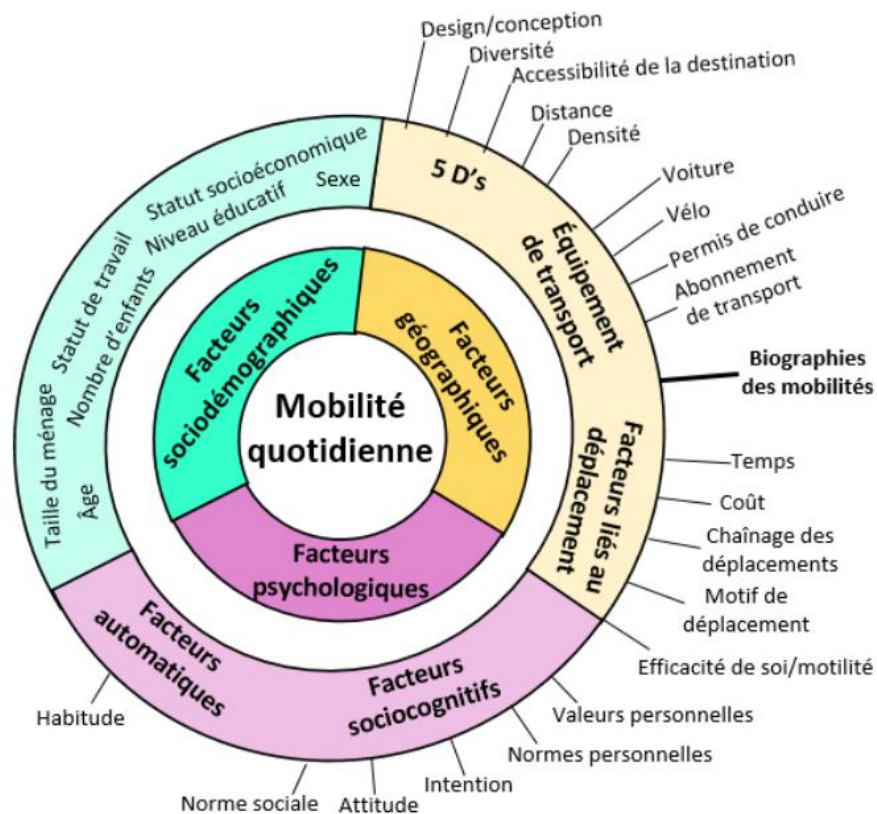 Design/conception
Diversité
Accessibilité de la destination
Distance
Densité
5 D's
Voiture
Vélo
Permis de conduire
Abonnement
de transport
Équipement
de transport
Biographies
des mobilités
Facteurs liés au
déplacement
Temps
Coût
Chaînage des
déplacements
Motif de
déplacement
Efficacité de soi/motilité
Valeurs personnelles
Normes personnelles
Intention
Attitude
Norme sociale
Facteurs
sociocognitifs
Facteurs
automatiques
Habitude
Taille du ménage
Âge
Statut de travail
Nombre d'enfants
Statut socioéconomique
Niveau éducatif
Sexe
Facteurs
sociodémographiques
Facteurs
géographiques
Facteurs
psychologiques
Mobilité
quotidienne